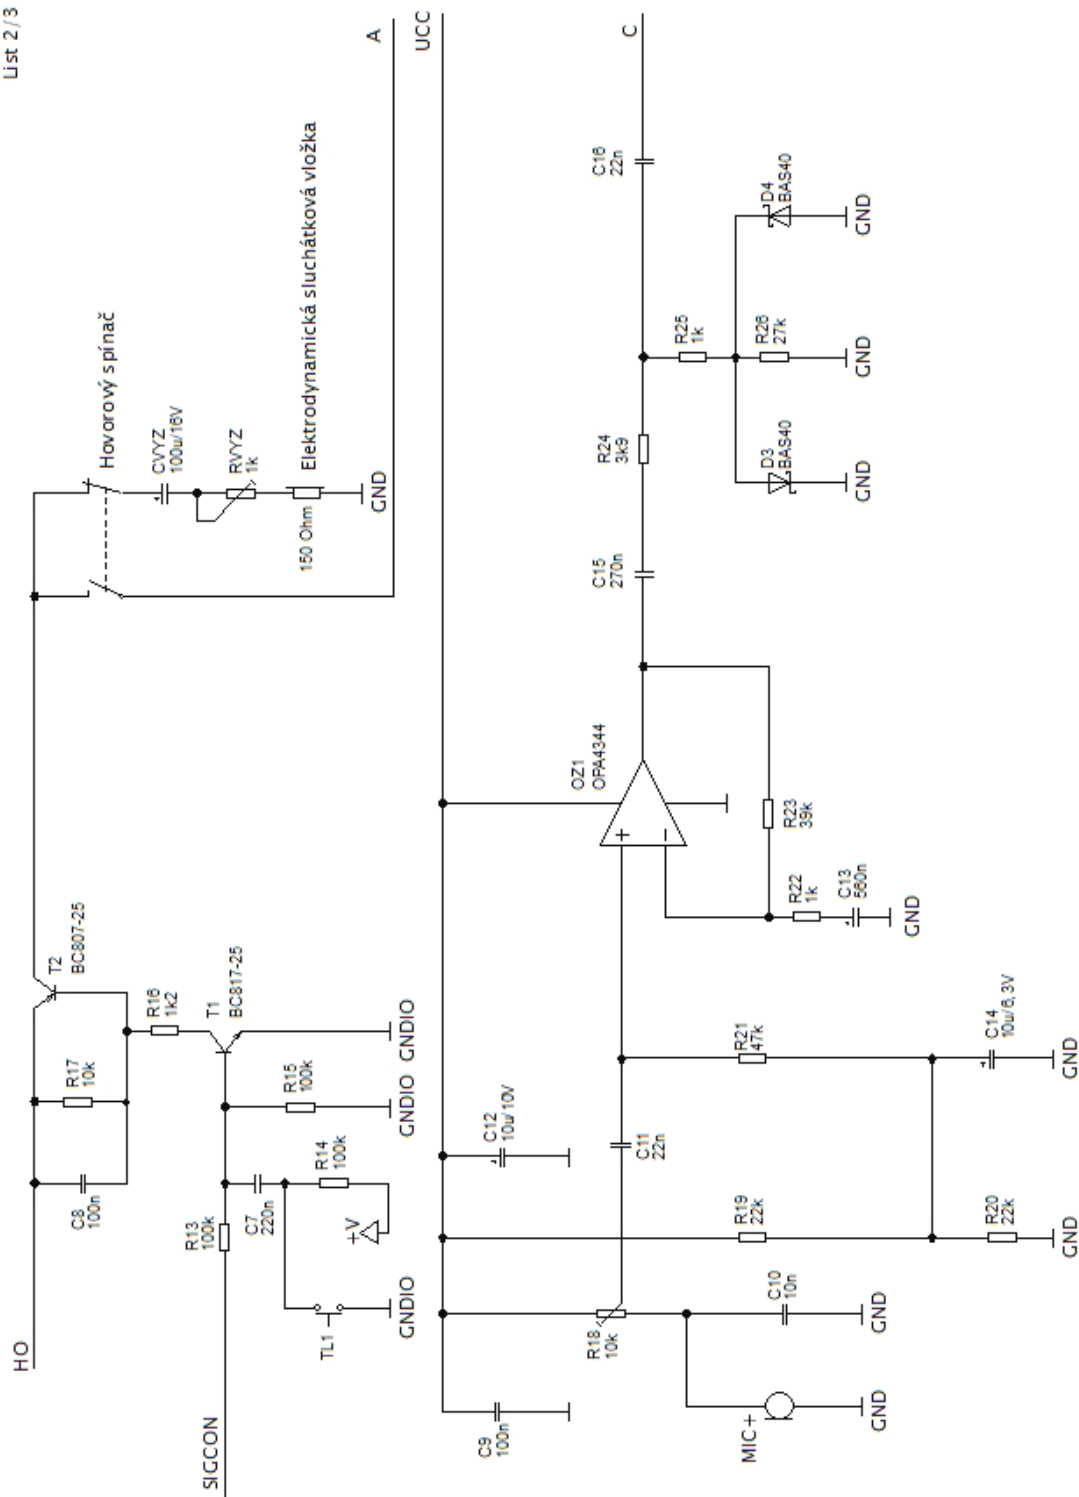 List 2/3
HO
C8
100n
R17
10k
T2
BC807-25
R16
1k2
T1
BC817-25
SIGCON
R13
100k
C7
220n
R15
100k
R14
100k
+V
TL1
GNDIO
GNDIO
GNDIO
Hovorový spínač
CVYZ
100u/16V
RVYZ
1k
150 Ohm
Elektrodynamická sluchátková vložka
GND
A
UCC
C9
100n
C12
10u/10V
R18
10k
MIC+
GND
C10
10n
GND
C11
22n
R19
22k
R20
22k
GND
R21
47k
C14
10u/6,3V
GND
OZ1
OPA4344
+
−
R22
1k
C13
560n
GND
R23
39k
C15
270n
R24
3k9
R25
1k
D3
BAS40
GND
R26
27k
GND
D4
BAS40
GND
C16
22n
C